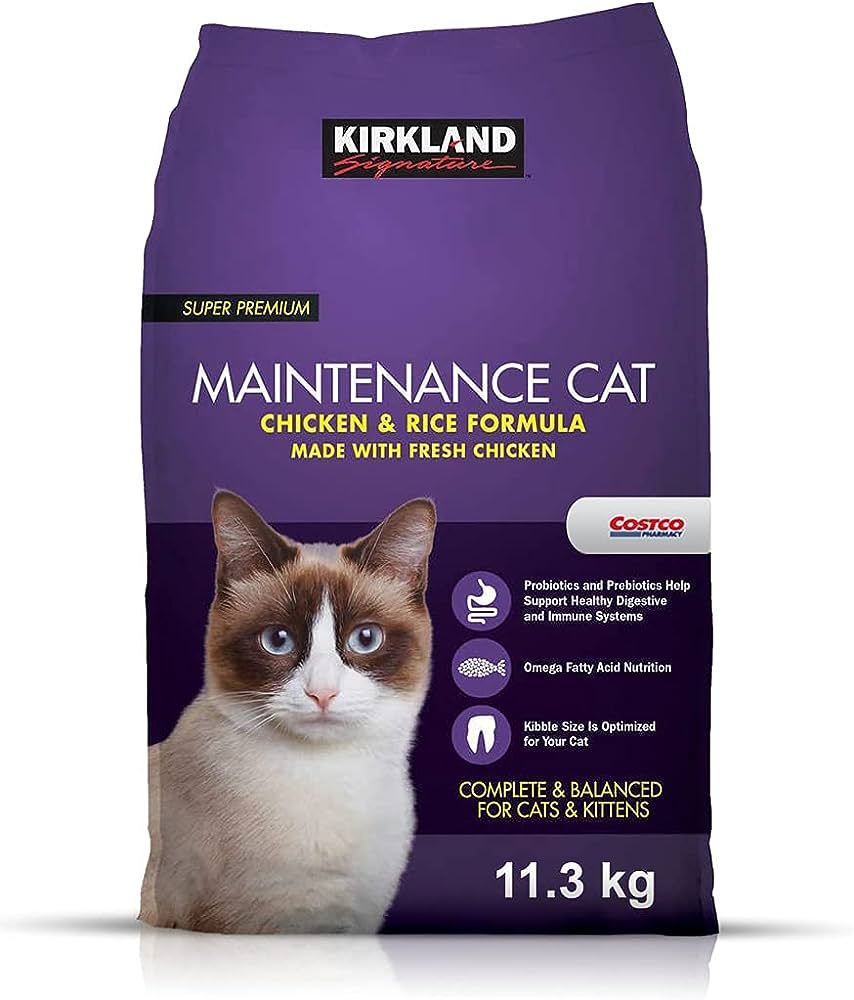 KIRKLAND
Signature™
SUPER PREMIUM
MAINTENANCE CAT
CHICKEN & RICE FORMULA
MADE WITH FRESH CHICKEN
COSTCO
PHARMACY
Probiotics and Prebiotics Help
Support Healthy Digestive
and Immune Systems
Omega Fatty Acid Nutrition
Kibble Size Is Optimized
for Your Cat
COMPLETE & BALANCED
FOR CATS & KITTENS
11.3 kg